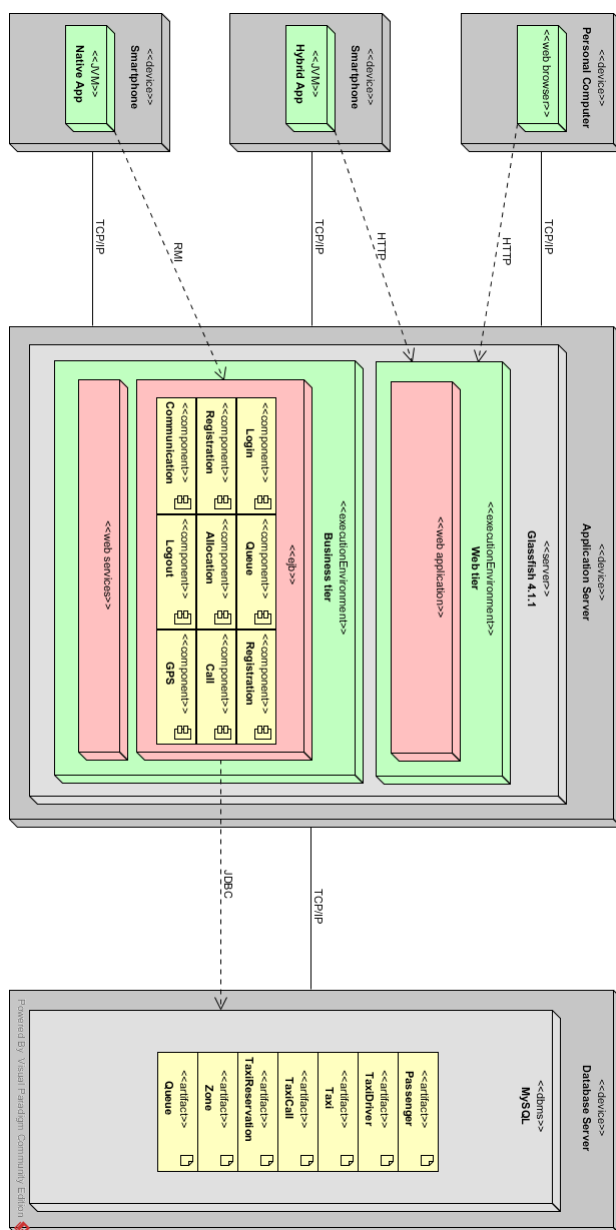 <<device>>
Personal Computer
<<web browser>>
<<device>>
Smartphone
<<JVM>>
Hybrid App
<<device>>
Smartphone
<<JVM>>
Native App
TCP/IP
HTTP
TCP/IP
HTTP
TCP/IP
RMI
<<device>>
Application Server
<<server>>
Glassfish 4.1.1
<<executionEnvironment>>
Web tier
<<web application>>
<<executionEnvironment>>
Business tier
<<ejb>>
<<component>>
Login
<<component>>
Queue
<<component>>
Registration
<<component>>
Registration
<<component>>
Allocation
<<component>>
Call
<<component>>
Communication
<<component>>
Logout
<<component>>
GPS
<<web services>>
TCP/IP
JDBC
<<device>>
Database Server
<<dbms>>
MySQL
<<artifact>>
Passenger
<<artifact>>
TaxiDriver
<<artifact>>
Taxi
<<artifact>>
TaxiCall
<<artifact>>
TaxiReservation
<<artifact>>
Zone
<<artifact>>
Queue
Powered By Visual Paradigm Community Edition